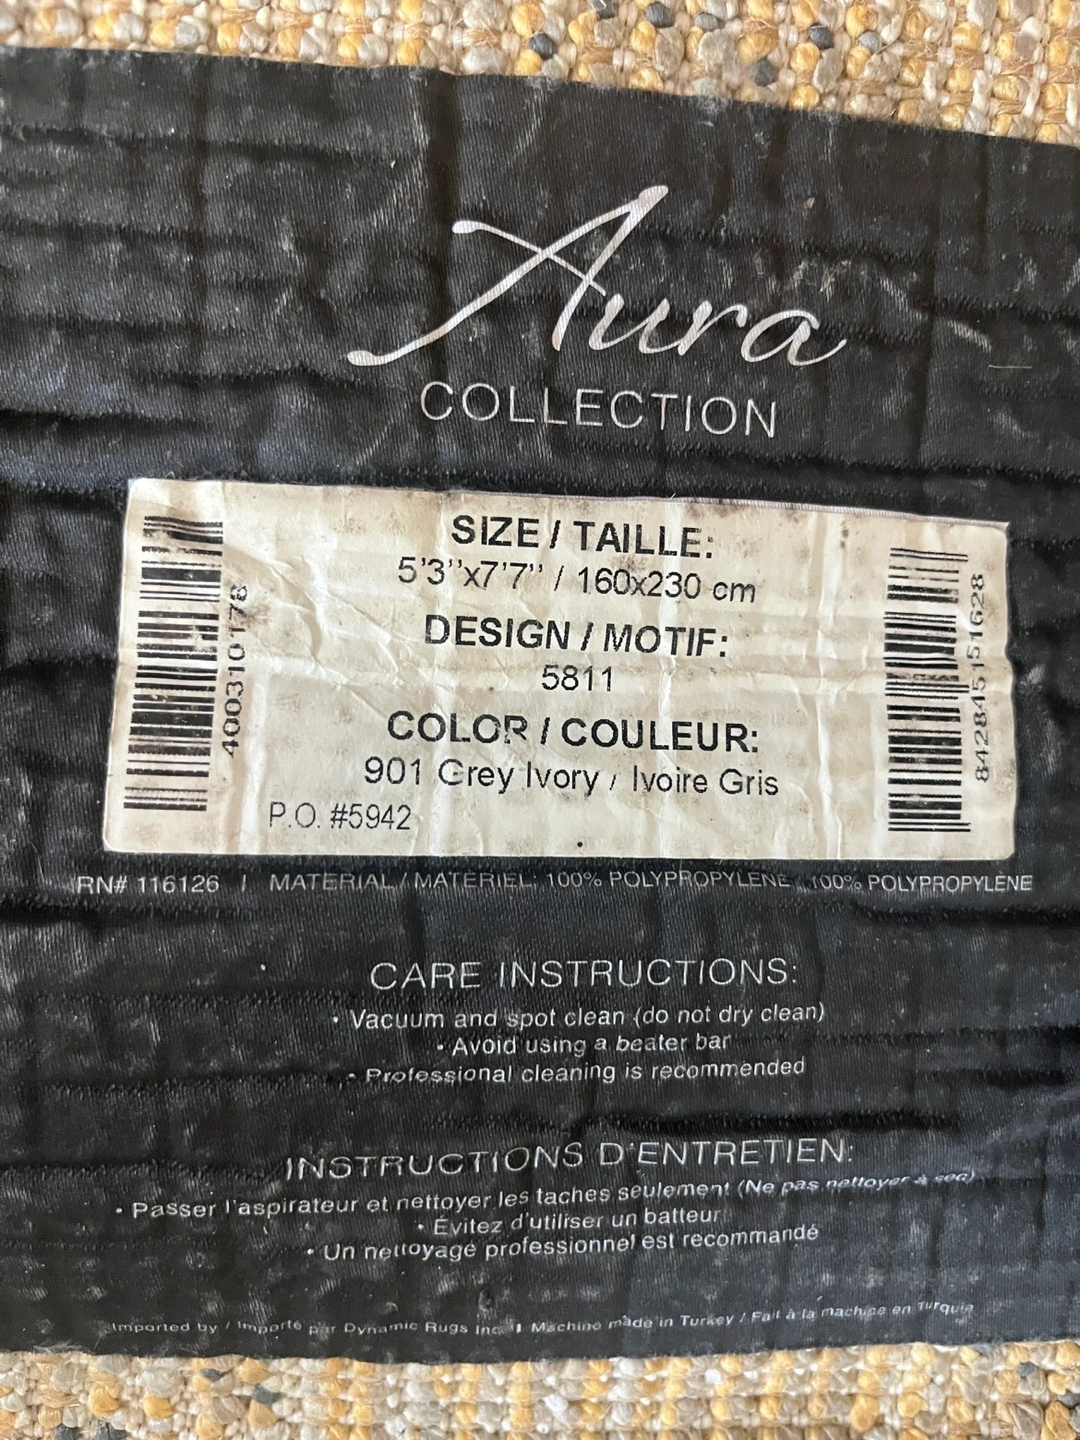 Aura
COLLECTION
SIZE / TAILLE:
5'3''x7'7'' / 160x230 cm
DESIGN / MOTIF:
5811
COLOR / COULEUR:
901 Grey Ivory / Ivoire Gris
P.O. #5942
400310178
842845151628
RN# 116126 | MATERIAL / MATÉRIEL: 100% POLYPROPYLENE 100% POLYPROPYLÈNE
CARE INSTRUCTIONS:
• Vacuum and spot clean (do not dry clean)
• Avoid using a beater bar
• Professional cleaning is recommended
INSTRUCTIONS D'ENTRETIEN:
• Passer l'aspirateur et nettoyer les taches seulement (Ne pas nettoyer à sec)
• Évitez d'utiliser un batteur
• Un nettoyage professionnel est recommandé
Imported by / Importé par Dynamic Rugs Inc. | Machine made in Turkey / Fait à la machine en Turquie